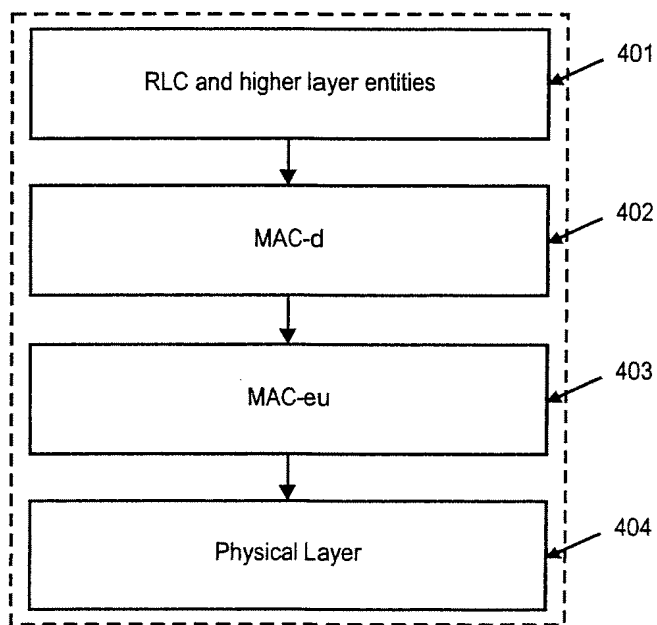 RLC and higher layer entities
401
MAC-d
402
MAC-eu
403
Physical Layer
404